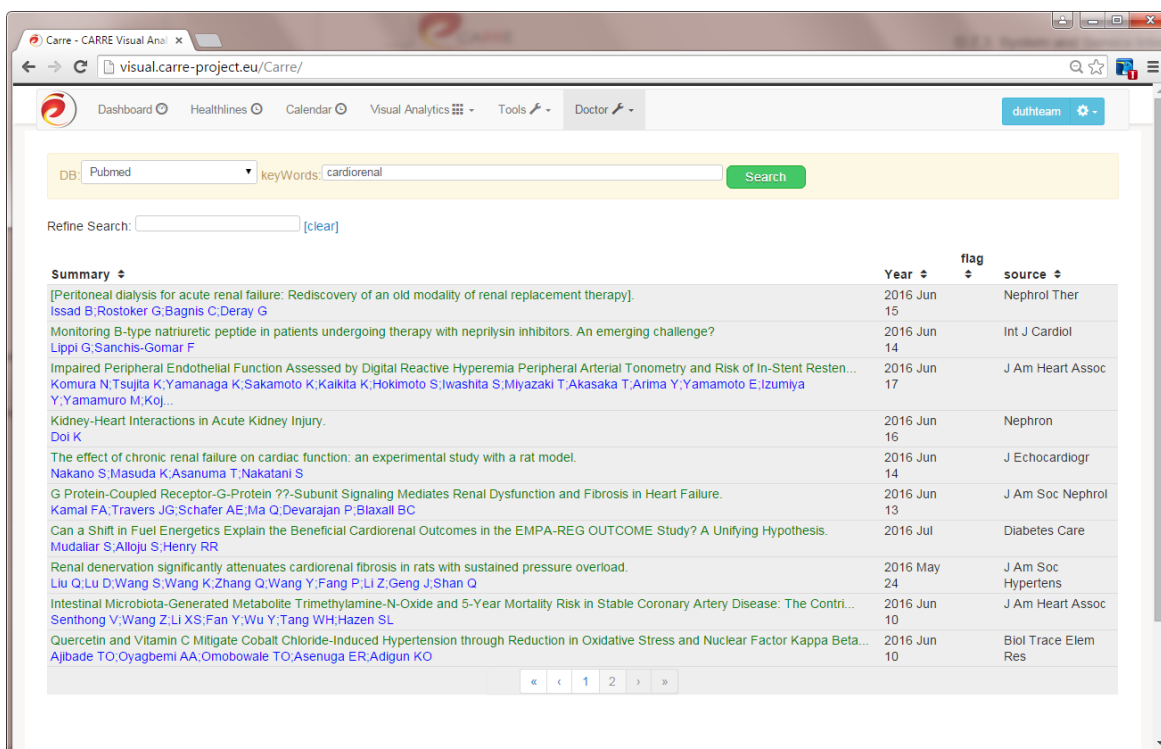 CARRE
Carre - CARRE Visual Anal
visual.carre-project.eu/Carre/
Dashboard Healthlines Calendar Visual Analytics Tools Doctor duthteam
DB: Pubmed keyWords: cardiorenal Search
Refine Search: [clear]
flag
Summary Year source
[Peritoneal dialysis for acute renal failure: Rediscovery of an old modality of renal replacement therapy]. 2016 Jun Nephrol Ther
Issad B;Rostoker G;Bagnis C;Deray G 15
Monitoring B-type natriuretic peptide in patients undergoing therapy with neprilysin inhibitors. An emerging challenge? 2016 Jun Int J Cardiol
Lippi G;Sanchis-Gomar F 14
Impaired Peripheral Endothelial Function Assessed by Digital Reactive Hyperemia Peripheral Arterial Tonometry and Risk of In-Stent Resten... 2016 Jun J Am Heart Assoc
Komura N;Tsujita K;Yamanaga K;Sakamoto K;Kaikita K;Hokimoto S;Iwashita S;Miyazaki T;Akasaka T;Arima Y;Yamamoto E;Izumiya 17
Y;Yamamuro M;Koj...
Kidney-Heart Interactions in Acute Kidney Injury. 2016 Jun Nephron
Doi K 16
The effect of chronic renal failure on cardiac function: an experimental study with a rat model. 2016 Jun J Echocardiogr
Nakano S;Masuda K;Asanuma T;Nakatani S 14
G Protein-Coupled Receptor-G-Protein ??-Subunit Signaling Mediates Renal Dysfunction and Fibrosis in Heart Failure. 2016 Jun J Am Soc Nephrol
Kamal FA;Travers JG;Schafer AE;Ma Q;Devarajan P;Blaxall BC 13
Can a Shift in Fuel Energetics Explain the Beneficial Cardiorenal Outcomes in the EMPA-REG OUTCOME Study? A Unifying Hypothesis. 2016 Jul Diabetes Care
Mudaliar S;Alloju S;Henry RR
Renal denervation significantly attenuates cardiorenal fibrosis in rats with sustained pressure overload. 2016 May J Am Soc
Liu Q;Lu D;Wang S;Wang K;Zhang Q;Wang Y;Fang P;Li Z;Geng J;Shan Q 24 Hypertens
Intestinal Microbiota-Generated Metabolite Trimethylamine-N-Oxide and 5-Year Mortality Risk in Stable Coronary Artery Disease: The Contri... 2016 Jun J Am Heart Assoc
Senthong V;Wang Z;Li XS;Fan Y;Wu Y;Tang WH;Hazen SL 10
Quercetin and Vitamin C Mitigate Cobalt Chloride-Induced Hypertension through Reduction in Oxidative Stress and Nuclear Factor Kappa Beta... 2016 Jun Biol Trace Elem
Ajibade TO;Oyagbemi AA;Omobowale TO;Asenuga ER;Adigun KO 10 Res
« ‹ 1 2 › »